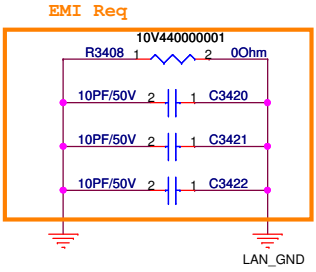 EMI Req
10V440000001
R3408 1 2 0Ohm
10PF/50V 2 1 C3420
10PF/50V 2 1 C3421
10PF/50V 2 1 C3422
LAN_GND